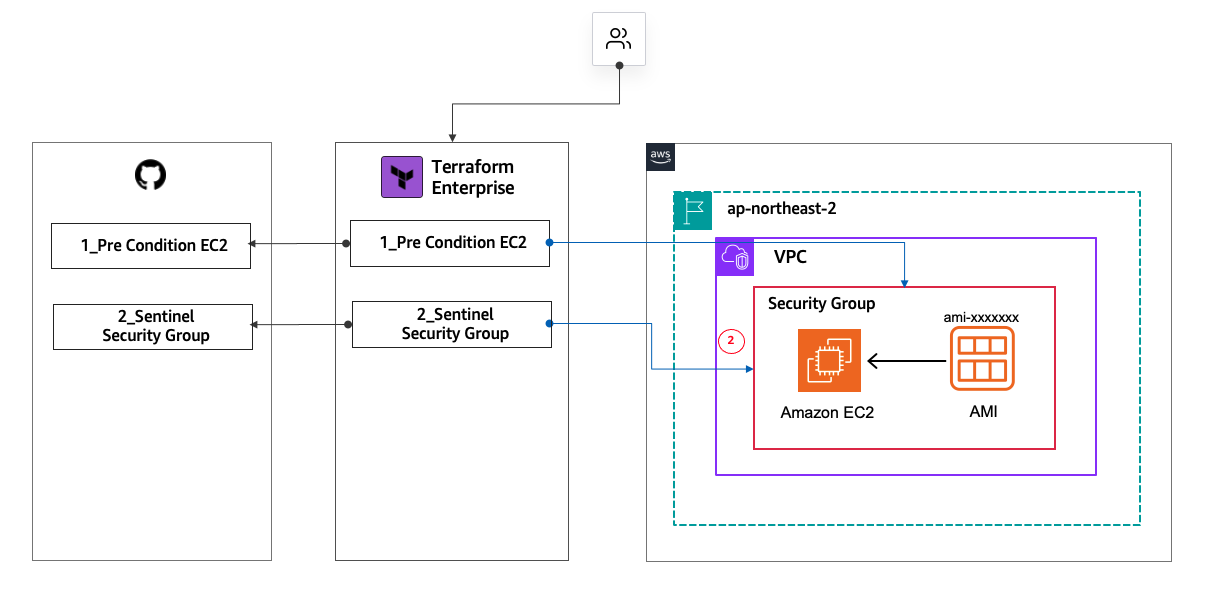 Terraform
Enterprise
1_Pre Condition EC2
2_Sentinel
Security Group
1_Pre Condition EC2
2_Sentinel
Security Group
aws
ap-northeast-2
VPC
Security Group
ami-xxxxxxx
2
Amazon EC2
AMI